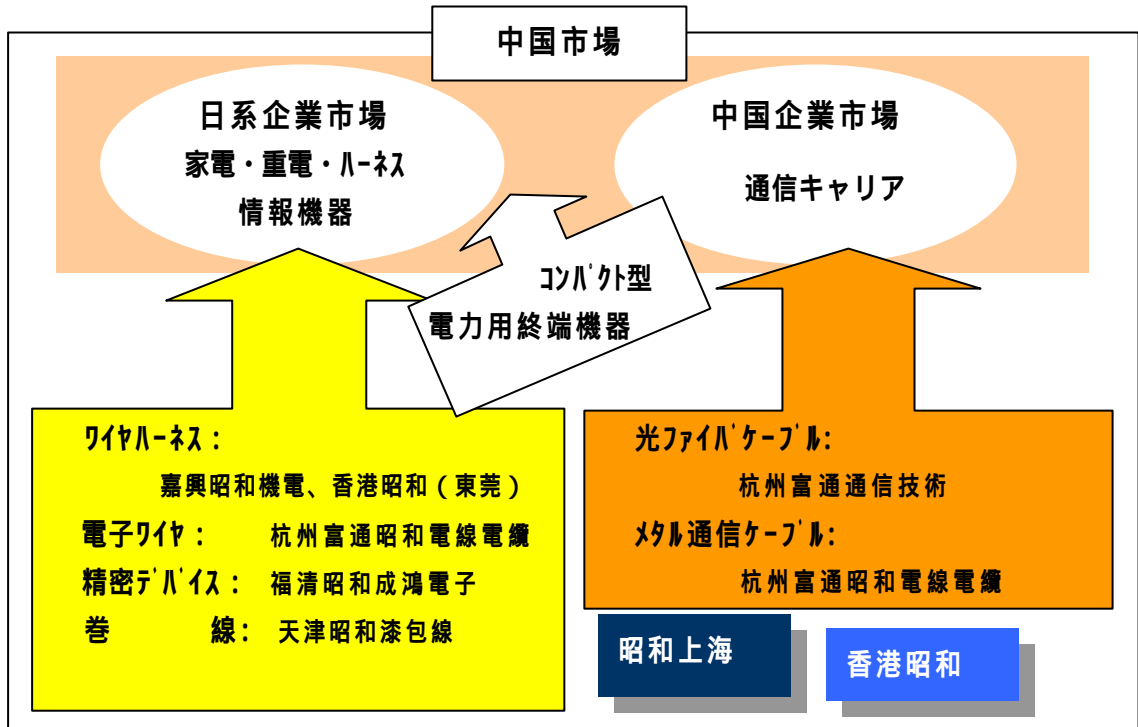 中国市場
日系企業市場
家電・重電・ﾊｰﾈｽ
情報機器
中国企業市場
通信キャリア
ｺﾝﾊﾟｸﾄ型
電力用終端機器
ﾜｲﾔﾊｰﾈｽ：
嘉興昭和機電、香港昭和（東莞）
電子ﾜｲﾔ： 杭州富通昭和電線電纜
精密ﾃﾞﾊﾞｲｽ： 福清昭和成鴻電子
巻 線： 天津昭和漆包線
光ﾌｧｲﾊﾞｹｰﾌﾞﾙ:
杭州富通通信技術
ﾒﾀﾙ通信ｹｰﾌﾞﾙ:
杭州富通昭和電線電纜
昭和上海
香港昭和